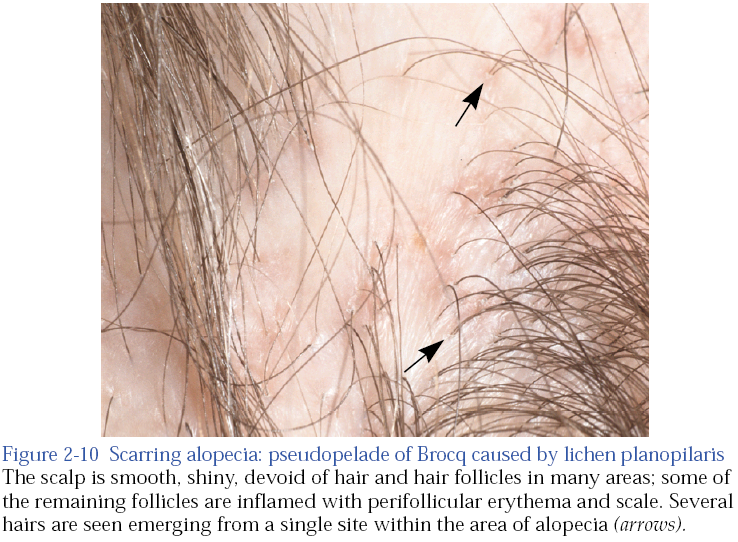 Figure 2-10 Scarring alopecia: pseudopelade of Brocq caused by lichen planopilaris
The scalp is smooth, shiny, devoid of hair and hair follicles in many areas; some of
the remaining follicles are inflamed with perifollicular erythema and scale. Several
hairs are seen emerging from a single site within the area of alopecia (arrows).